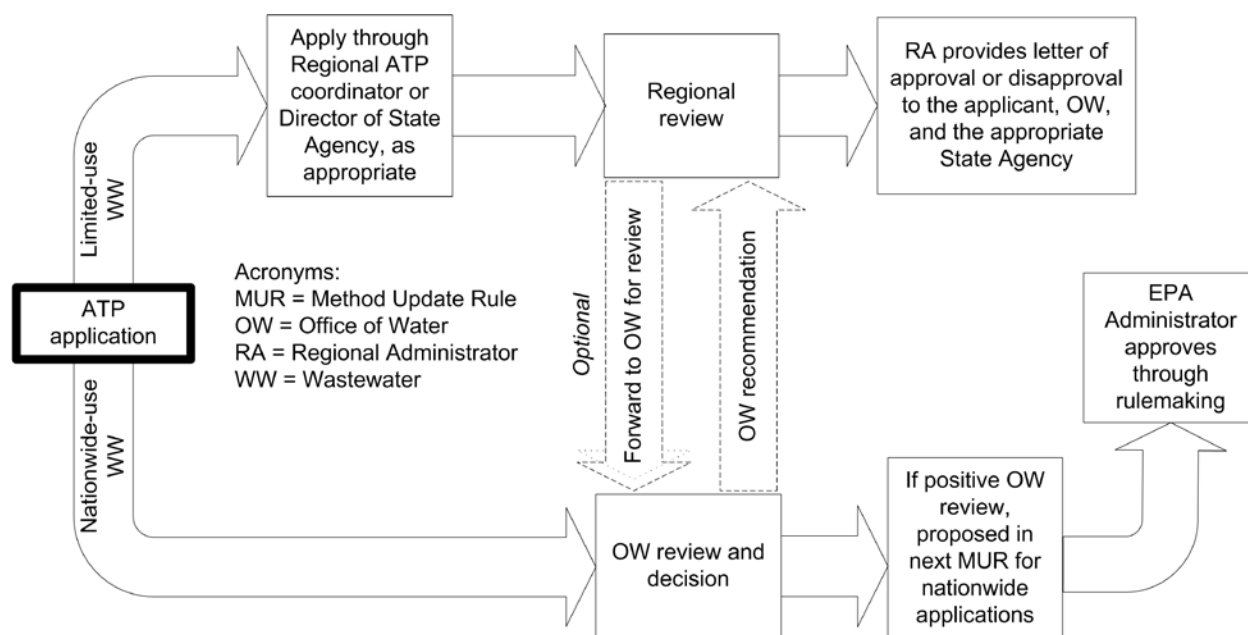 Apply through
Regional ATP
coordinator or
Director of State
Agency, as
appropriate
Regional
review
RA provides letter of
approval or disapproval
to the applicant, OW,
and the appropriate
State Agency
Limited-use
WW
ATP
application
Nationwide-use
WW
Acronyms:
MUR = Method Update Rule
OW = Office of Water
RA = Regional Administrator
WW = Wastewater
Optional
Forward to OW for review
OW recommendation
OW review and
decision
If positive OW
review,
proposed in
next MUR for
nationwide
applications
EPA
Administrator
approves
through
rulemaking